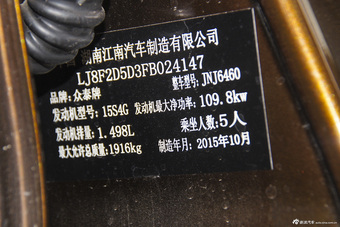 湖南江南汽车制造有限公司
LJ8F2D5D3FB024147
品牌：众泰牌 整车型号：JNJ6460
发动机型号：15S4G 发动机最大净功率：109.8kw
发动机排量：1.498L 乘坐人数：5人
最大允许总质量：1916kg 制造年月：2015年10月